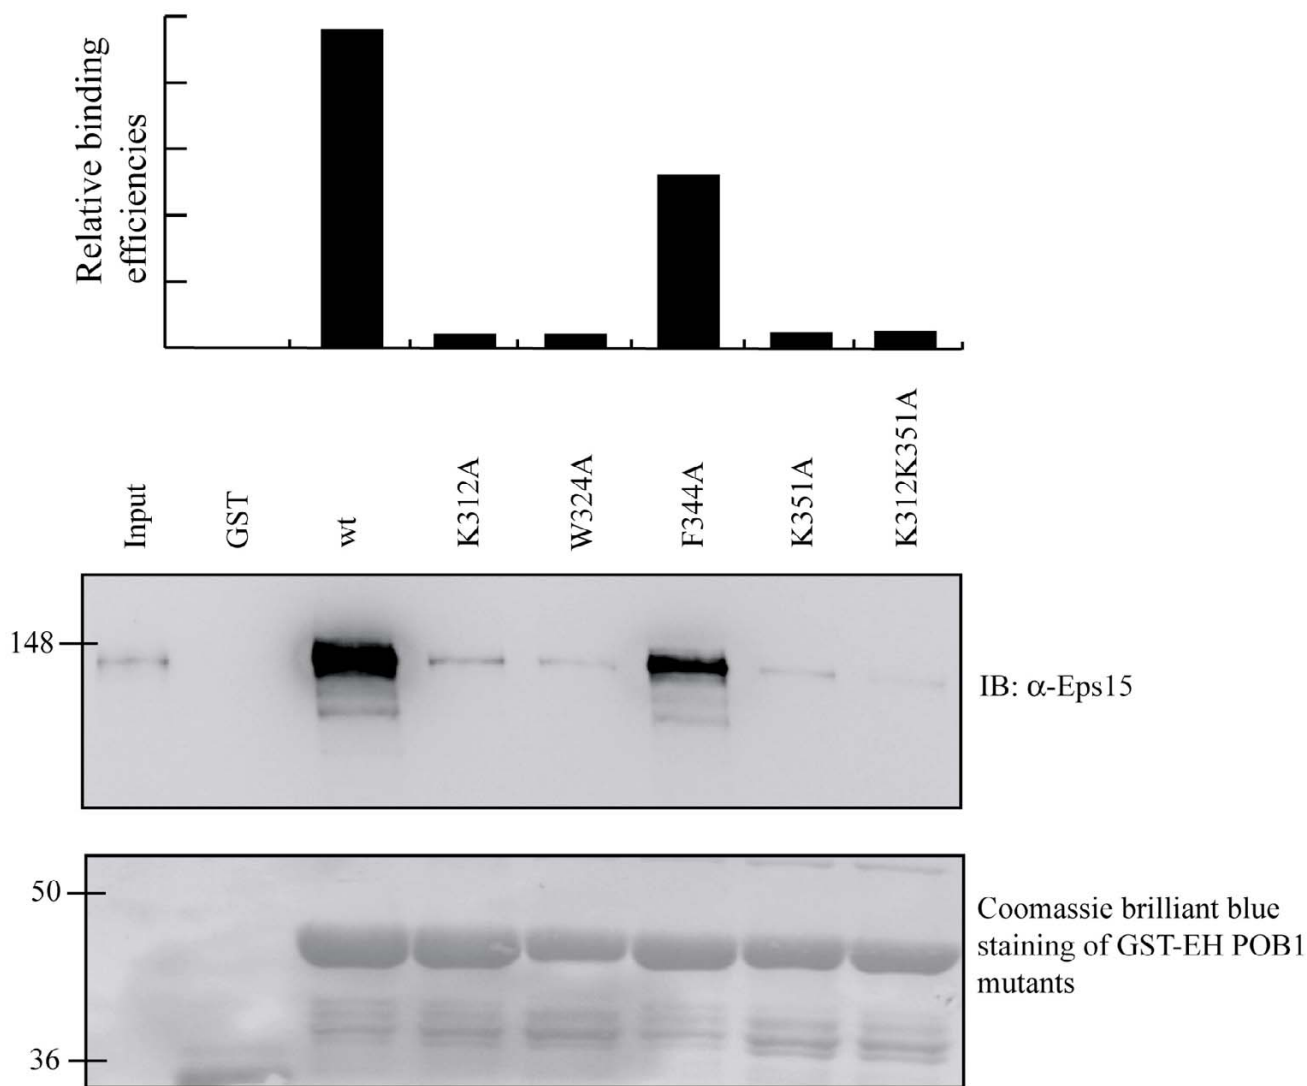 Relative binding
efficiencies
Input
GST
wt
K312A
W324A
F344A
K351A
K312K351A
148
IB: α-Eps15
50
Coomassie brilliant blue
staining of GST-EH POB1
mutants
36